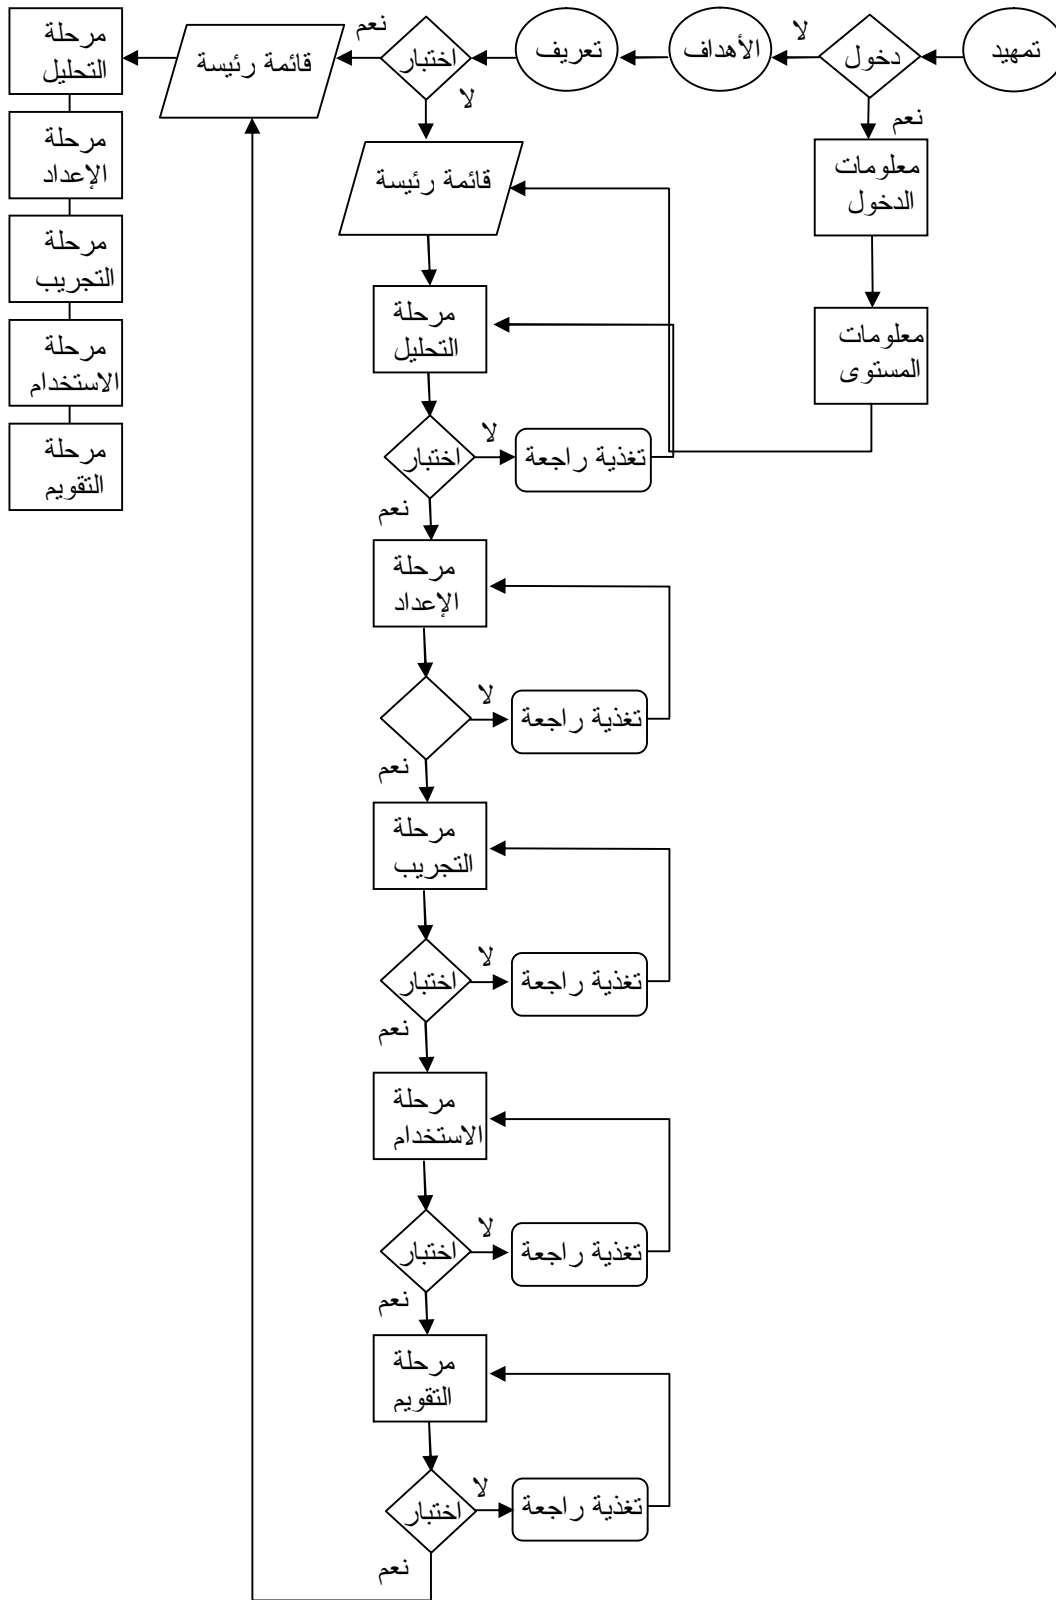 تمهيد
دخول
لا
نعم
الأهداف
تعريف
اختبار
نعم
لا
قائمة رئيسة
مرحلة
التحليل
مرحلة
الإعداد
مرحلة
التجريب
مرحلة
الاستخدام
مرحلة
التقويم
معلومات
الدخول
معلومات
المستوى
قائمة رئيسة
مرحلة
التحليل
اختبار
لا
تغذية راجعة
نعم
مرحلة
الإعداد
لا
تغذية راجعة
نعم
مرحلة
التجريب
اختبار
لا
تغذية راجعة
نعم
مرحلة
الاستخدام
اختبار
لا
تغذية راجعة
نعم
مرحلة
التقويم
اختبار
لا
تغذية راجعة
نعم